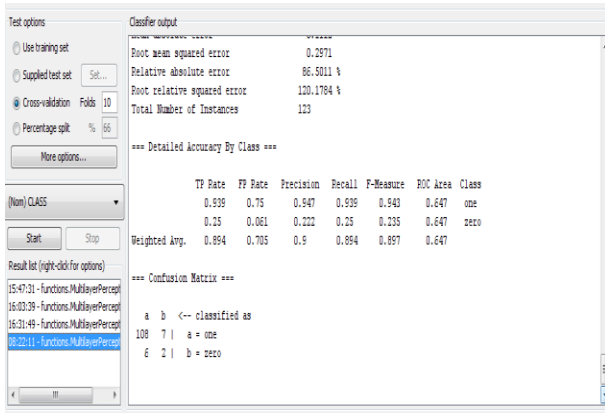 Test options
Use training set
Supplied test set Set...
Cross-validation Folds 10
Percentage split % 66
More options...
(Nom) CLASS
Start Stop
Result list (right-click for options)
15:47:31 - functions.MultilayerPercept
16:03:39 - functions.MultilayerPercept
16:31:49 - functions.MultilayerPercept
08:22:11 - functions.MultilayerPercept
Classifier output
Root mean squared error 0.2971
Relative absolute error 86.5011 %
Root relative squared error 120.1784 %
Total Number of Instances 123
=== Detailed Accuracy By Class ===
TP Rate FP Rate Precision Recall F-Measure ROC Area Class
0.939 0.75 0.947 0.939 0.943 0.647 one
0.25 0.061 0.222 0.25 0.235 0.647 zero
Weighted Avg. 0.894 0.705 0.9 0.894 0.897 0.647
=== Confusion Matrix ===
a b <-- classified as
108 7 | a = one
6 2 | b = zero